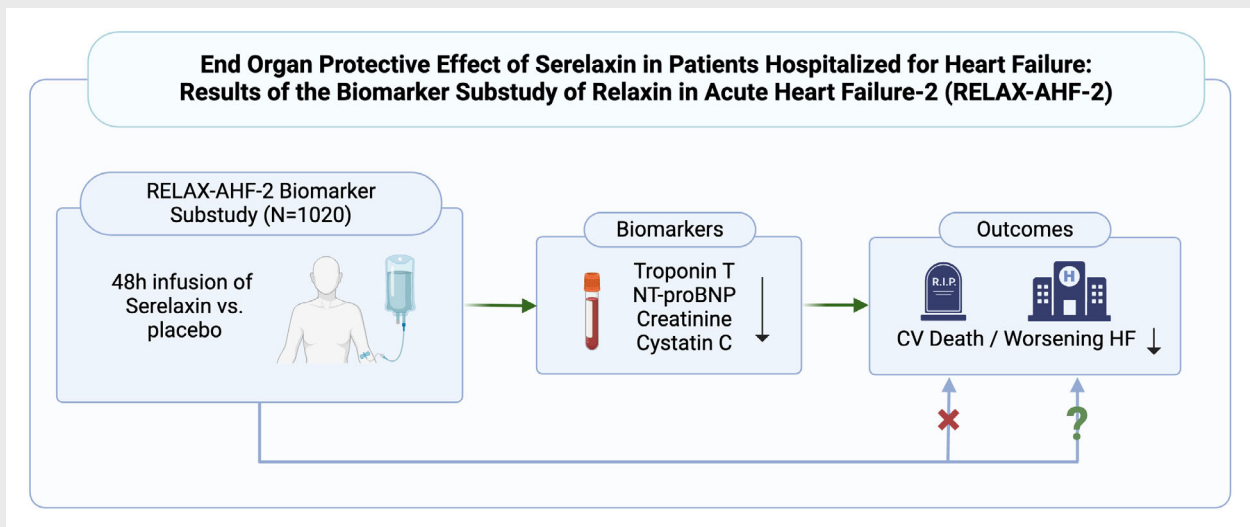 End Organ Protective Effect of Serelaxin in Patients Hospitalized for Heart Failure:
Results of the Biomarker Substudy of Relaxin in Acute Heart Failure-2 (RELAX-AHF-2)
RELAX-AHF-2 Biomarker
Substudy (N=1020)
48h infusion of
Serelaxin vs.
placebo
Biomarkers
Troponin T
NT-proBNP
Creatinine
Cystatin C
Outcomes
R.I.P.
H
CV Death / Worsening HF
?